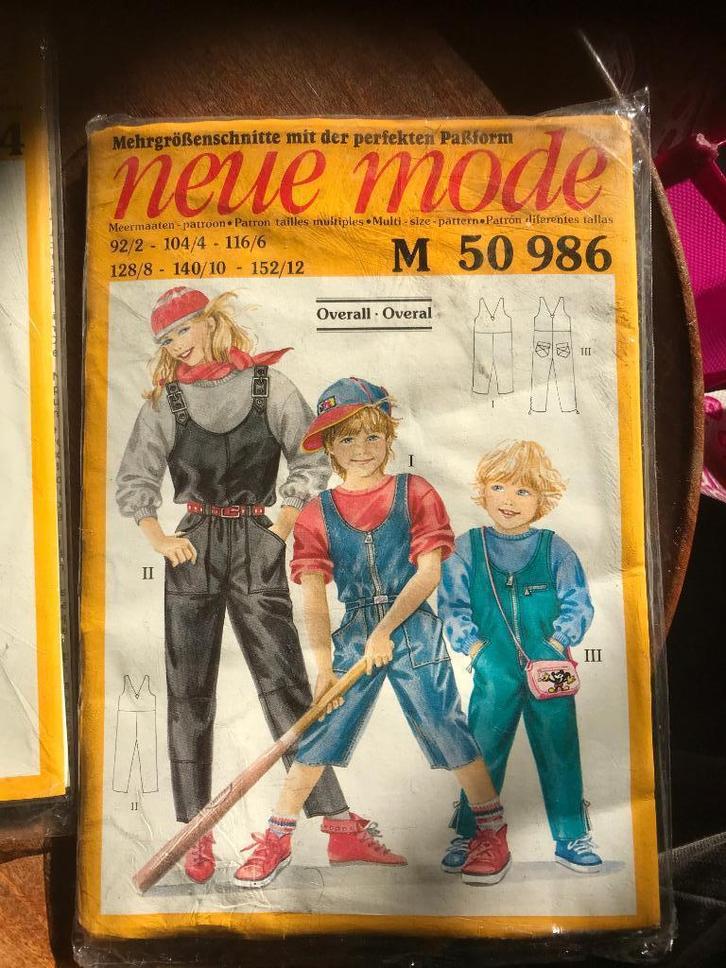 Mehrgrößenschnitte mit der perfekten Paßform
neue mode
Meermaaten-patroon • Patron tailles multiples • Multi-size-pattern • Patrón diferentes tallas
92/2 - 104/4 - 116/6
128/8 - 140/10 - 152/12
M 50 986
Overall · Overal
III
I
I
II
III
II
4